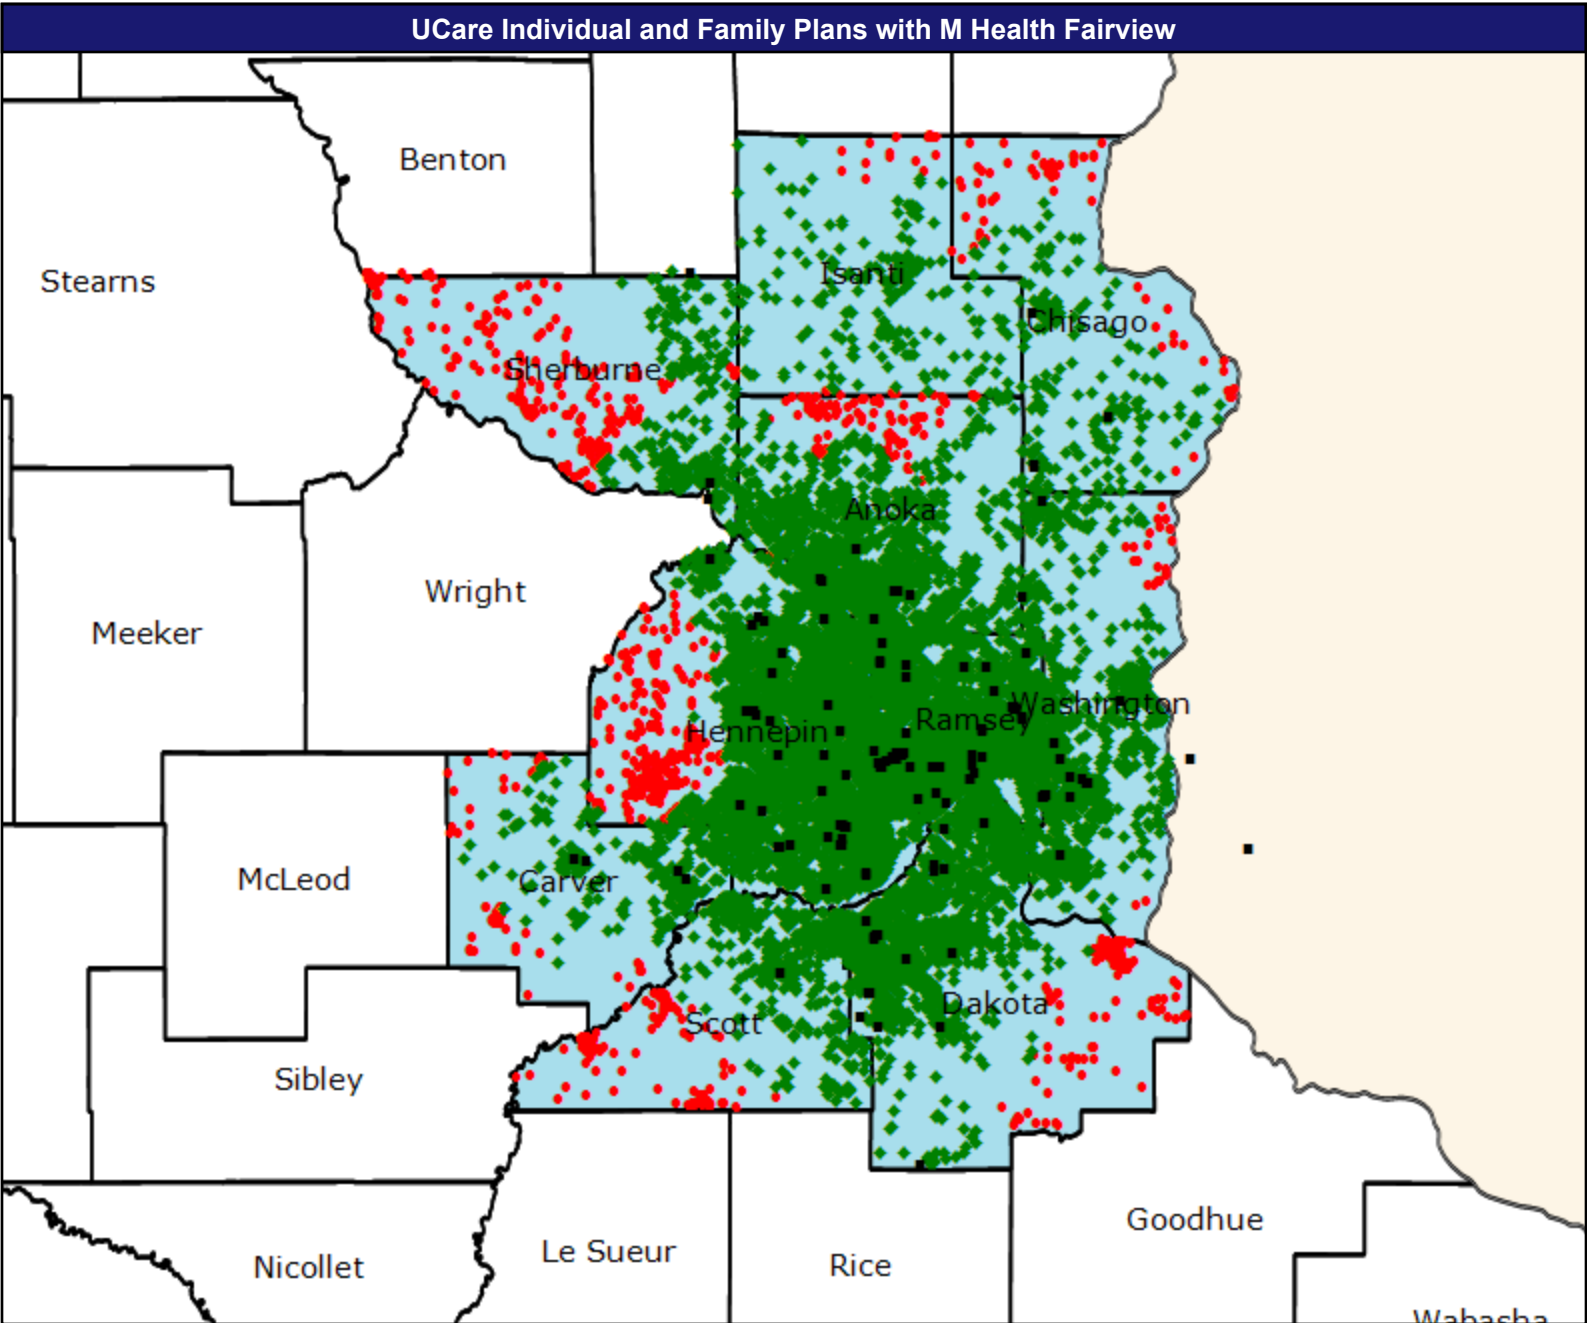 UCare Individual and Family Plans with M Health Fairview
Benton
Stearns
Isanti
Chisago
Sherburne
Anoka
Wright
Meeker
Washington
Ramsey
Hennepin
McLeod
Carver
Dakota
Scott
Sibley
Goodhue
Le Sueur
Rice
Nicollet
Wabasha